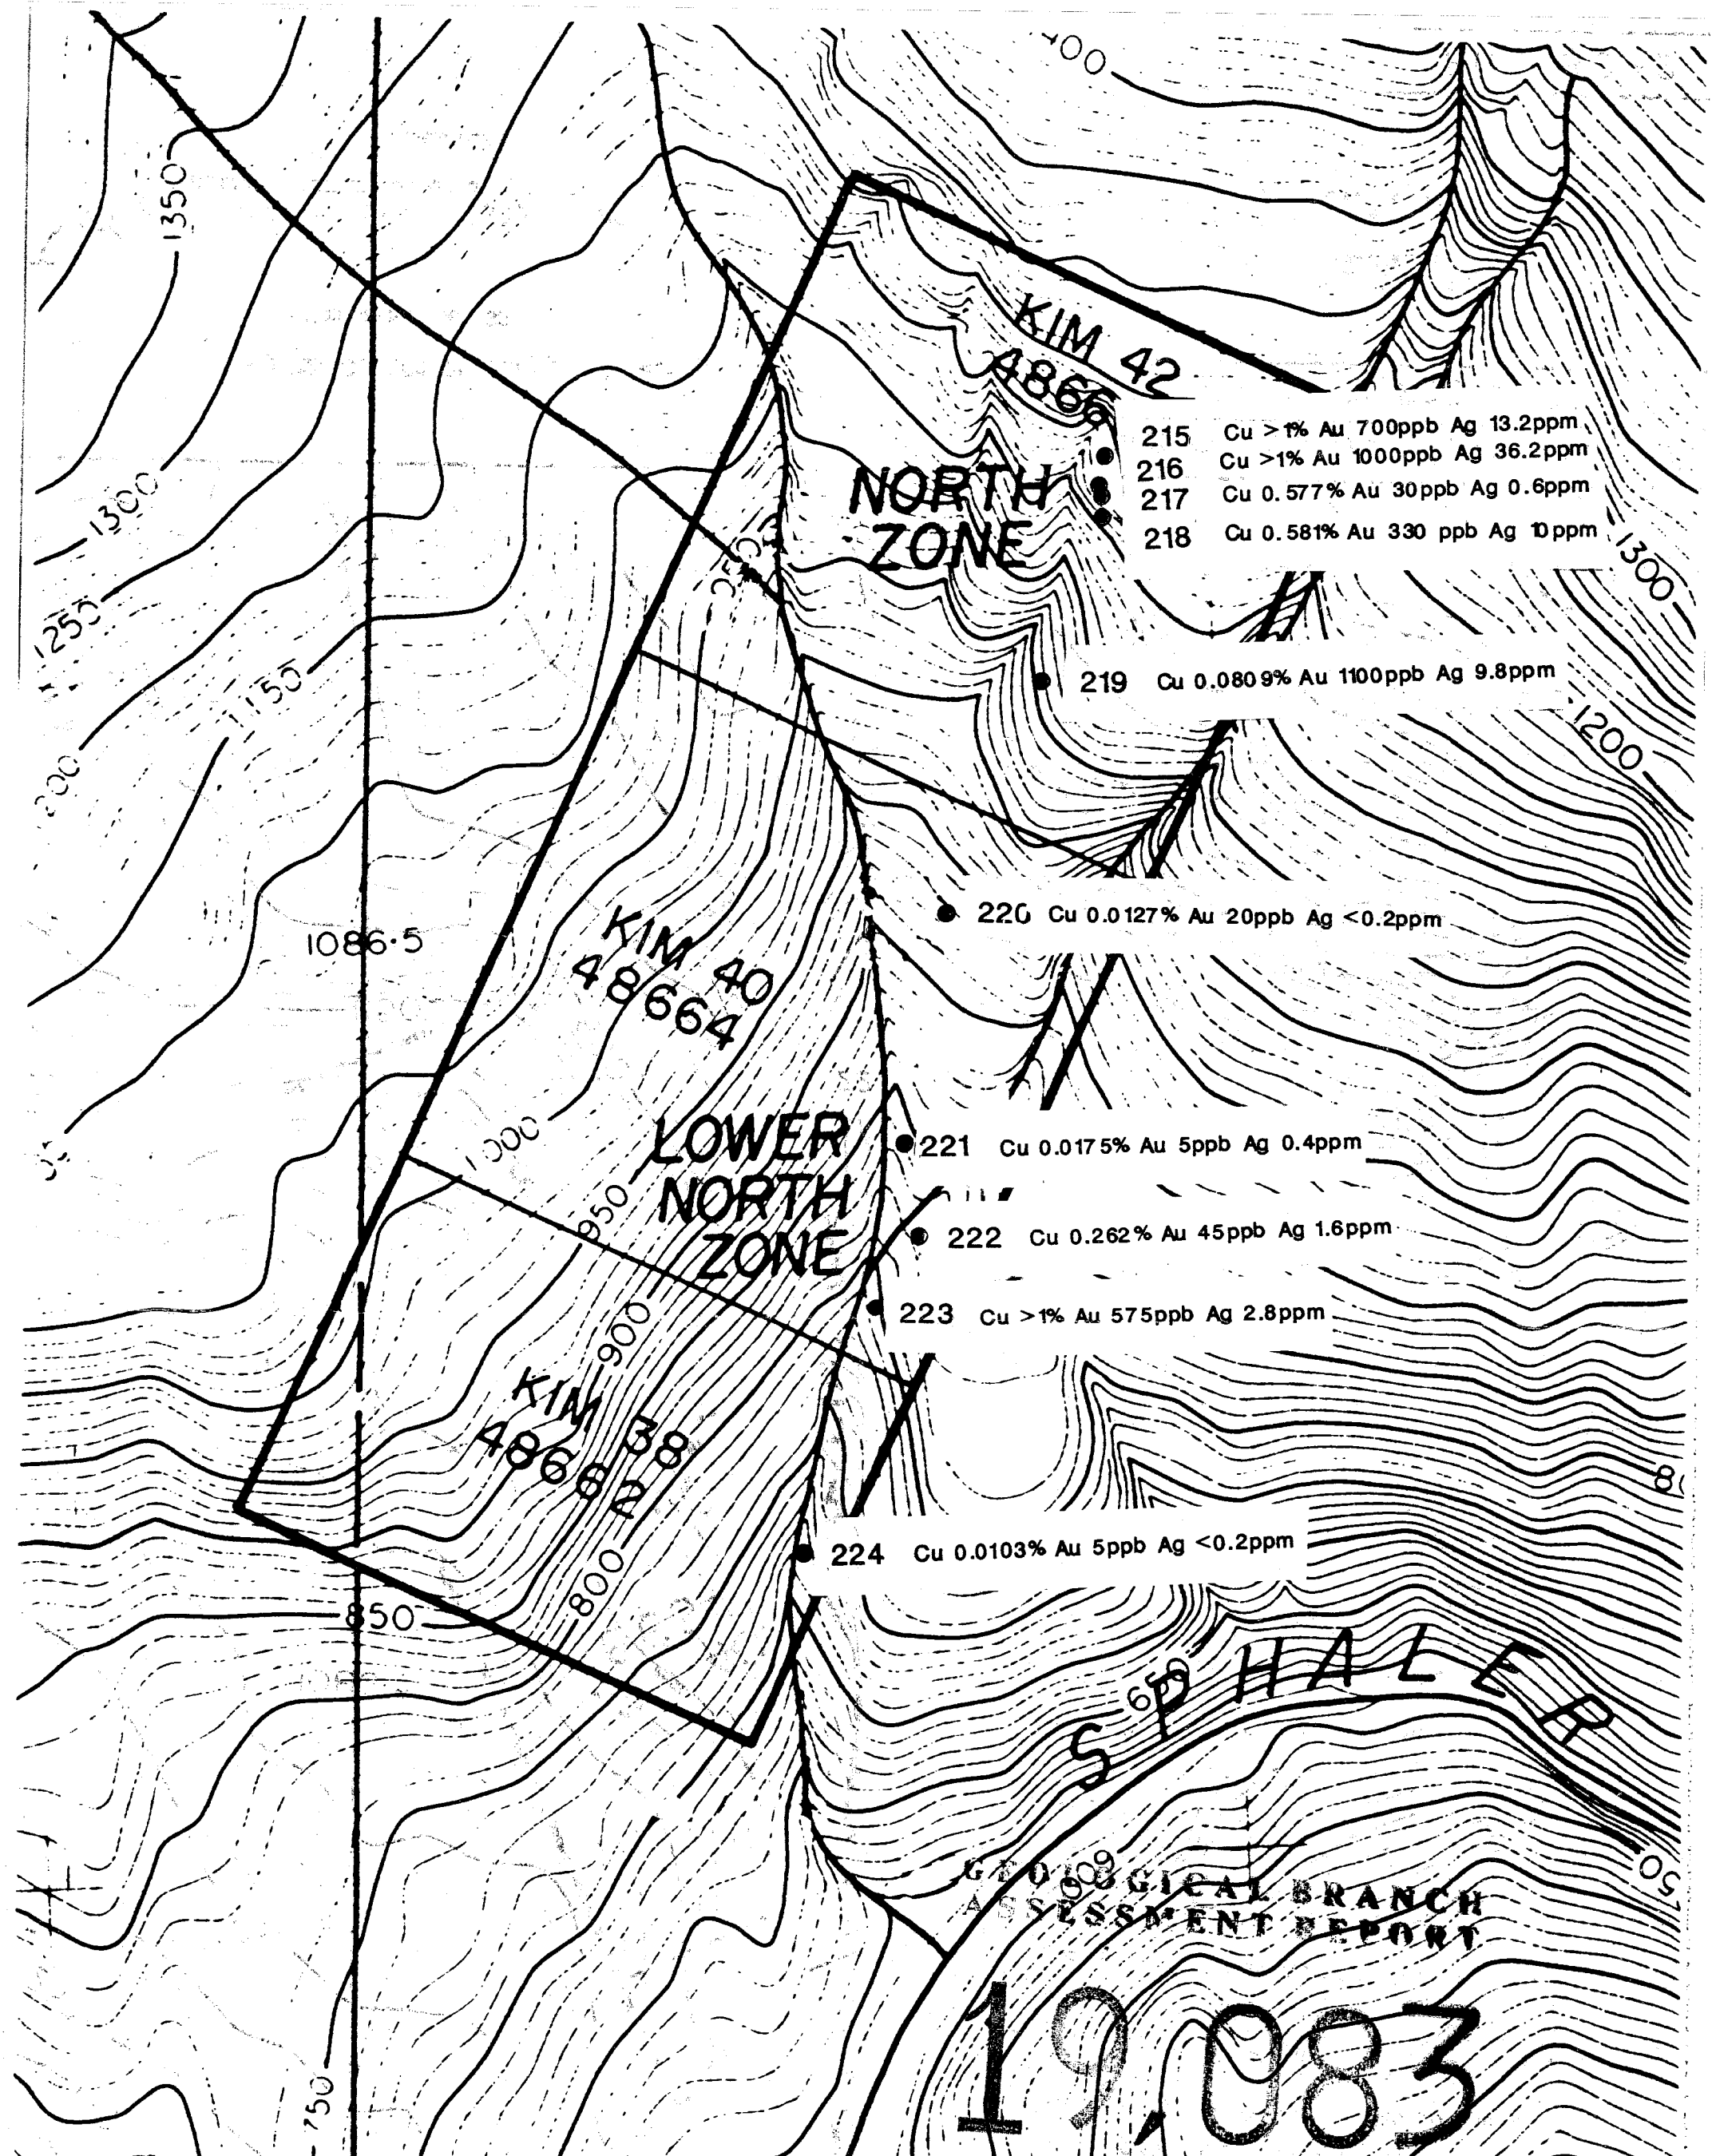 400
1350
KIM 42
4866
215 Cu >1% Au 700ppb Ag 13.2ppm
216 Cu >1% Au 1000ppb Ag 36.2ppm
217 Cu 0.577% Au 30ppb Ag 0.6ppm
218 Cu 0.581% Au 330 ppb Ag 10ppm
NORTH
ZONE
1300
1300
1250
1150
219 Cu 0.0809% Au 1100ppb Ag 9.8ppm
1200
220 Cu 0.0127% Au 20ppb Ag <0.2ppm
1086.5
KIM 40
48664
1000
LOWER
NORTH
ZONE
950
221 Cu 0.0175% Au 5ppb Ag 0.4ppm
222 Cu 0.262% Au 45ppb Ag 1.6ppm
223 Cu >1% Au 575ppb Ag 2.8ppm
900
KIM 38
48662
224 Cu 0.0103% Au 5ppb Ag <0.2ppm
800
850
650
SPHALER
600
GEOLOGICAL BRANCH
ASSESSMENT REPORT
19,083
750